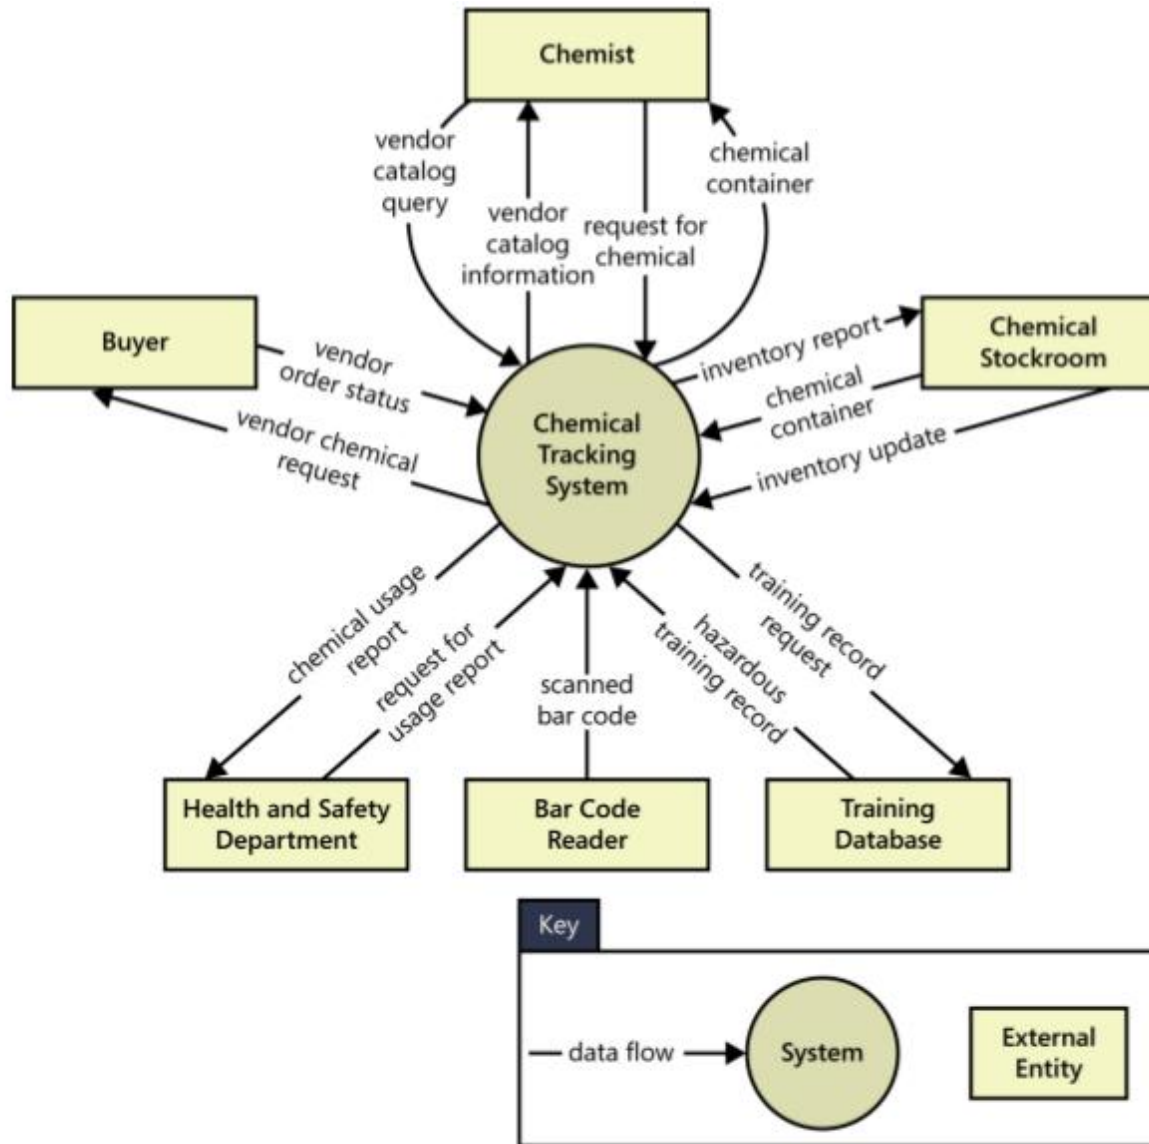 Chemist
vendor
catalog
query
vendor
catalog
information
request for
chemical
chemical
container
Buyer
vendor
order status
vendor chemical
request
Chemical
Tracking
System
inventory report
chemical
container
inventory update
Chemical
Stockroom
chemical usage
report
request for
usage report
scanned
bar code
hazardous
training record
training record
request
Health and Safety
Department
Bar Code
Reader
Training
Database
Key
data flow
System
External
Entity